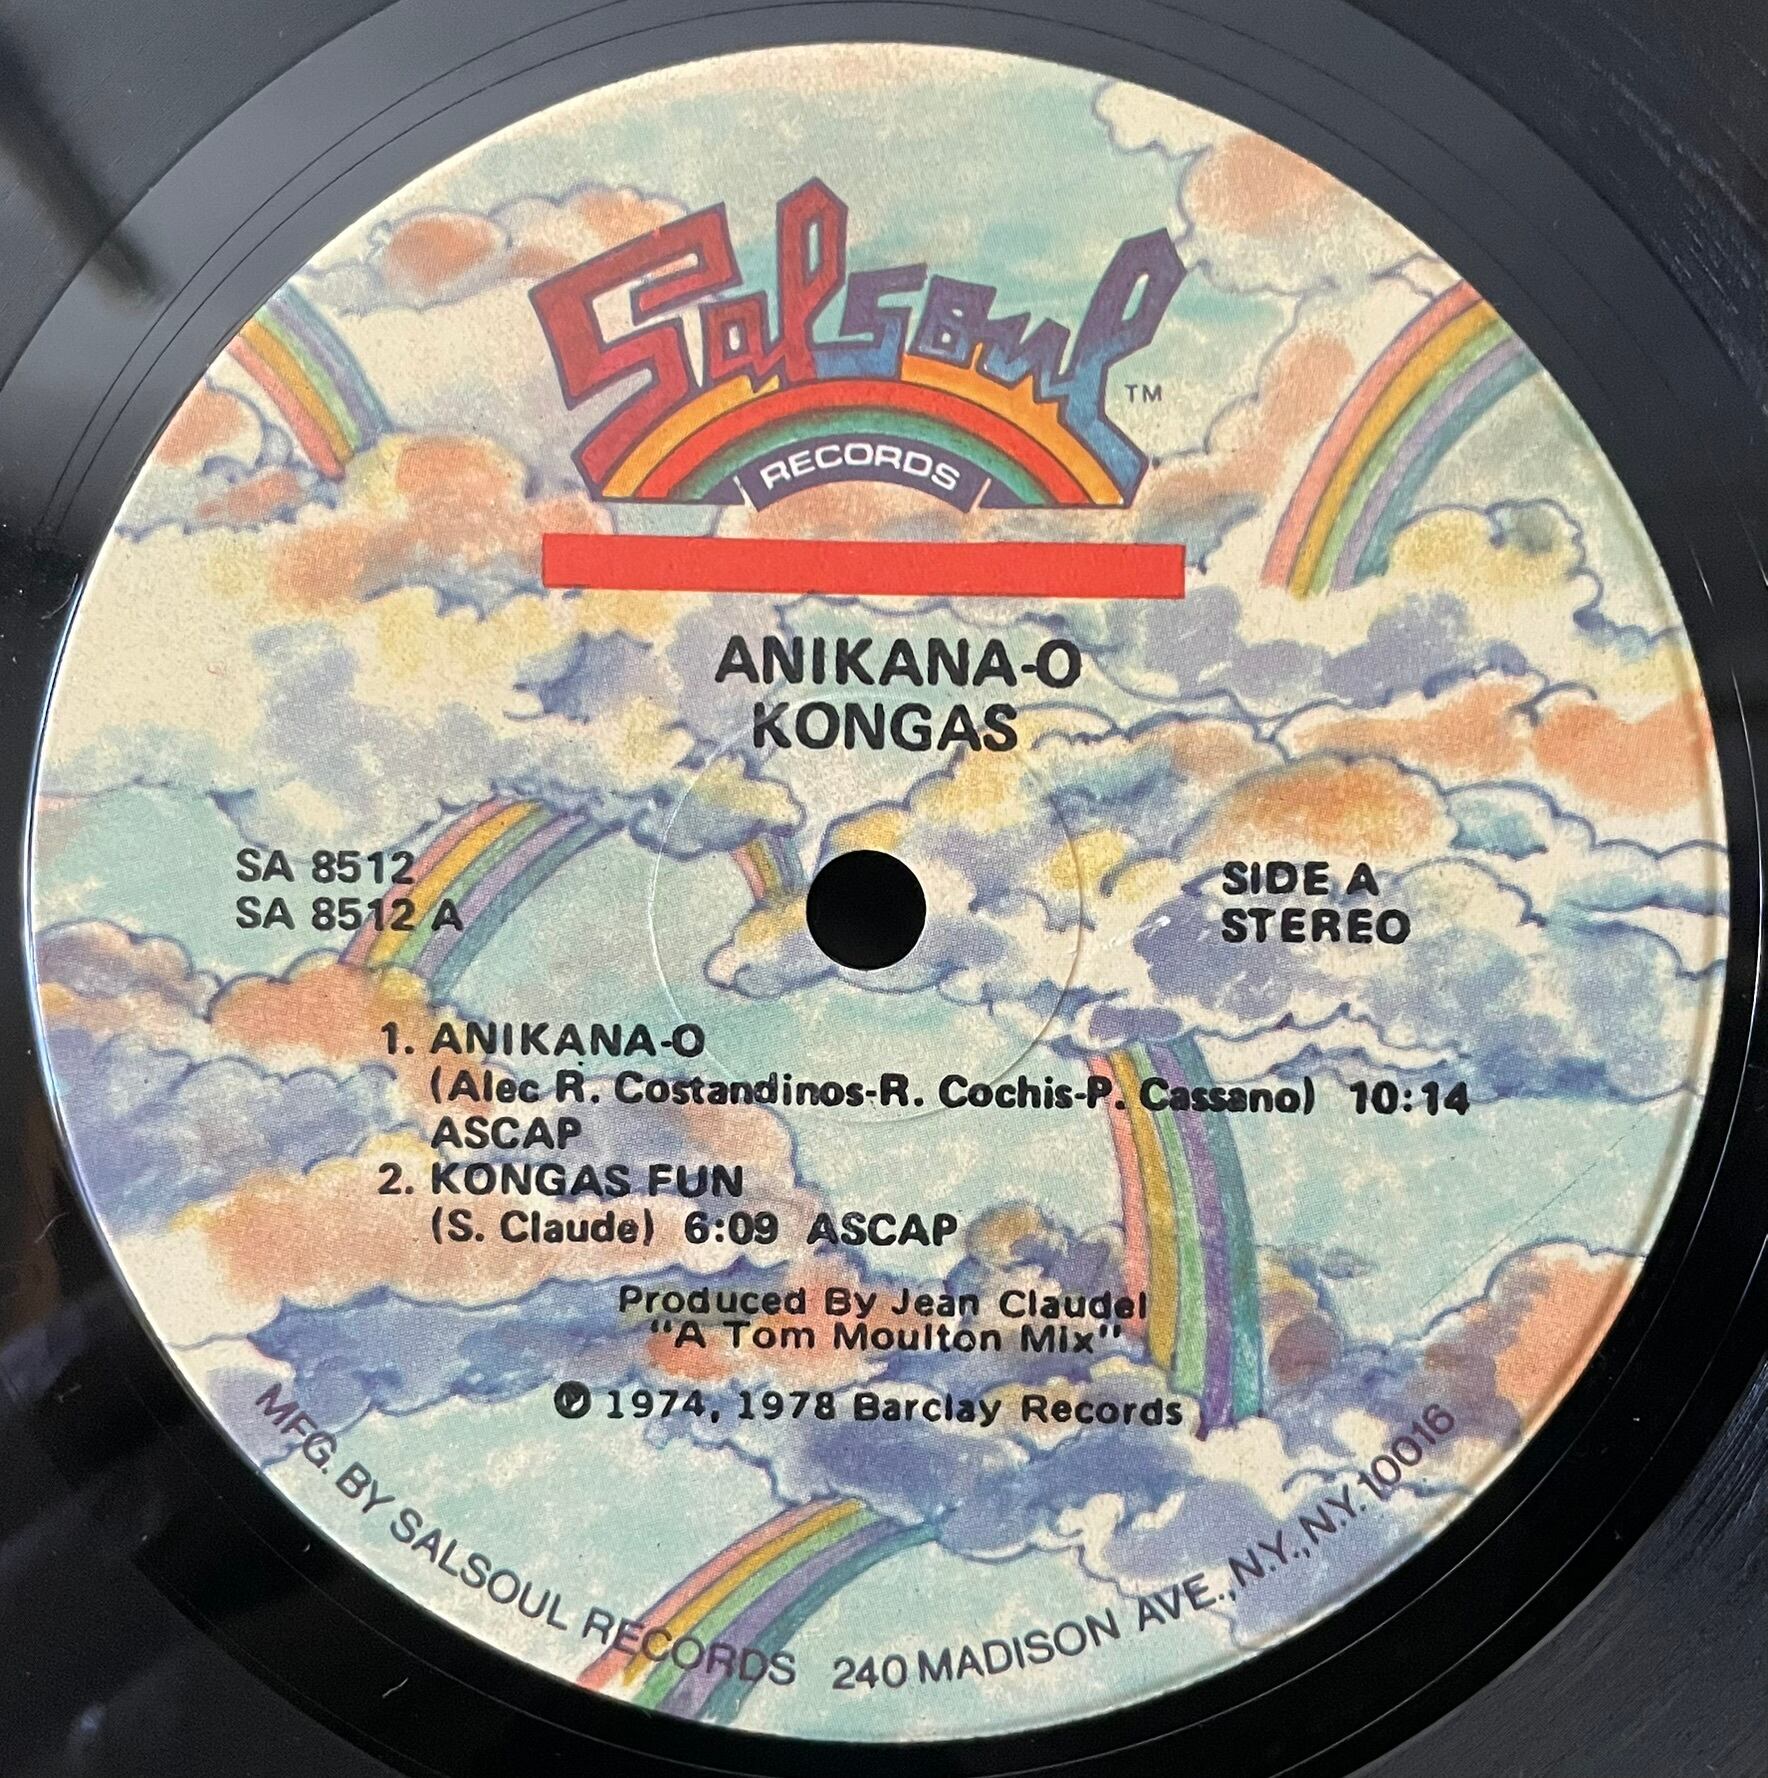 Salsoul
TM
RECORDS
ANIKANA-O
KONGAS
SA 8512
SA 8512 A
SIDE A
STEREO
1. ANIKANA-O
(Alec R. Costandinos-R. Cochis-P. Cassano) 10:14
ASCAP
2. KONGAS FUN
(S. Claude) 6:09 ASCAP
Produced By Jean Claudel
"A Tom Moulton Mix"
℗ 1974, 1978 Barclay Records
MFG. BY SALSOUL RECORDS 240 MADISON AVE., N.Y., N.Y. 10016